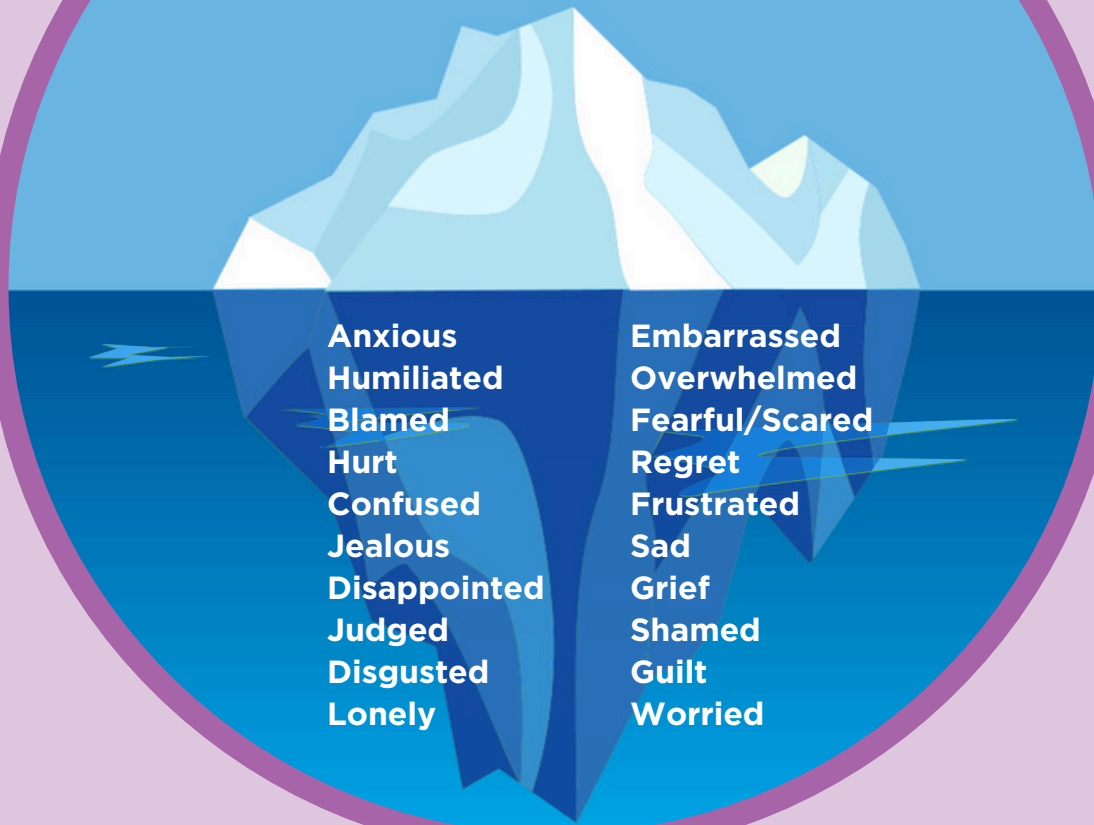 Anxious
Humiliated
Blamed
Hurt
Confused
Jealous
Disappointed
Judged
Disgusted
Lonely
Embarrassed
Overwhelmed
Fearful/Scared
Regret
Frustrated
Sad
Grief
Shamed
Guilt
Worried